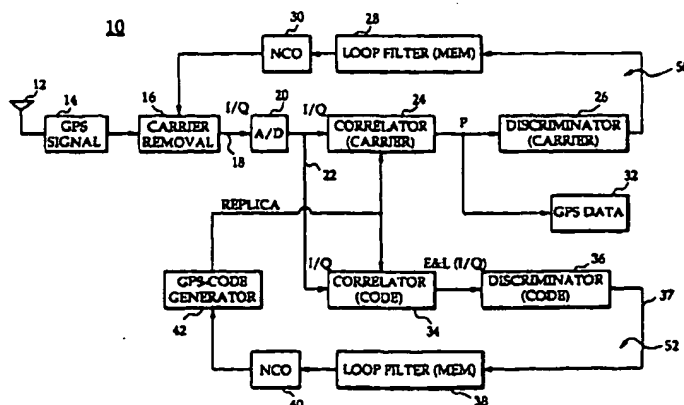 10
30
28
NCO
LOOP FILTER (MEM)
12
14
16
20
24
26
50
I/Q
I/Q
P
GPS SIGNAL
CARRIER REMOVAL
A/D
CORRELATOR (CARRIER)
DISCRIMINATOR (CARRIER)
18
22
32
REPLICA
GPS DATA
I/Q
E&L (I/Q)
36
37
GPS-CODE GENERATOR
CORRELATOR (CODE)
DISCRIMINATOR (CODE)
42
34
52
NCO
LOOP FILTER (MEM)
40
38